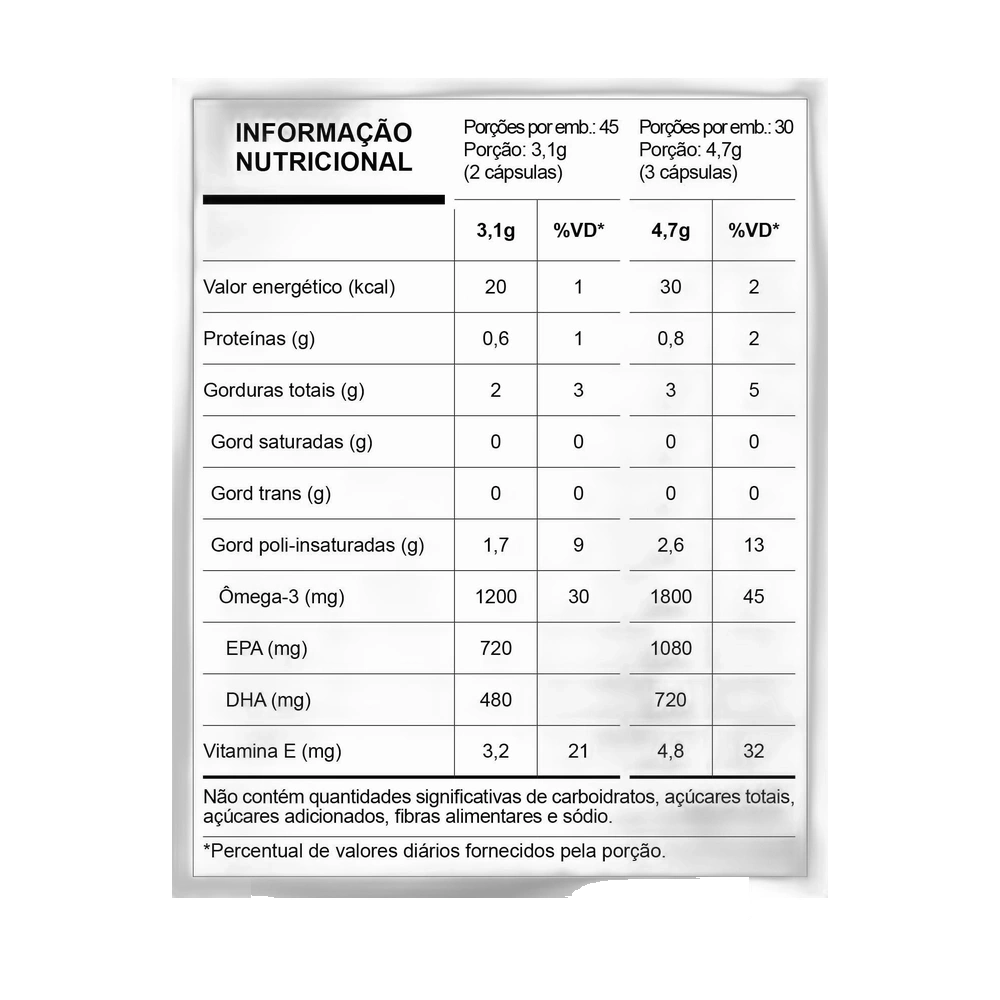 INFORMAÇÃO
NUTRICIONAL
Porções por emb.: 45
Porção: 3,1g
(2 cápsulas)
Porções por emb.: 30
Porção: 4,7g
(3 cápsulas)
3,1g %VD* 4,7g %VD*
Valor energético (kcal) 20 1 30 2
Proteínas (g) 0,6 1 0,8 2
Gorduras totais (g) 2 3 3 5
Gord saturadas (g) 0 0 0 0
Gord trans (g) 0 0 0 0
Gord poli-insaturadas (g) 1,7 9 2,6 13
Ômega-3 (mg) 1200 30 1800 45
EPA (mg) 720 1080
DHA (mg) 480 720
Vitamina E (mg) 3,2 21 4,8 32
Não contém quantidades significativas de carboidratos, açúcares totais,
açúcares adicionados, fibras alimentares e sódio.
*Percentual de valores diários fornecidos pela porção.